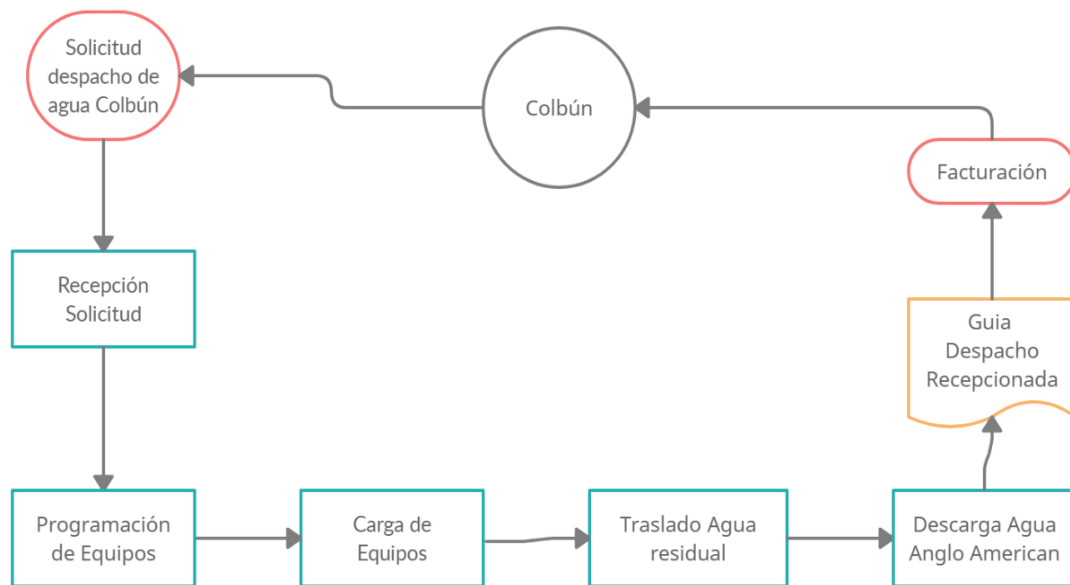 Solicitud
despacho de
agua Colbún
Colbún
Facturación
Recepción
Solicitud
Guia
Despacho
Recepcionada
Programación
de Equipos
Carga de
Equipos
Traslado Agua
residual
Descarga Agua
Anglo American